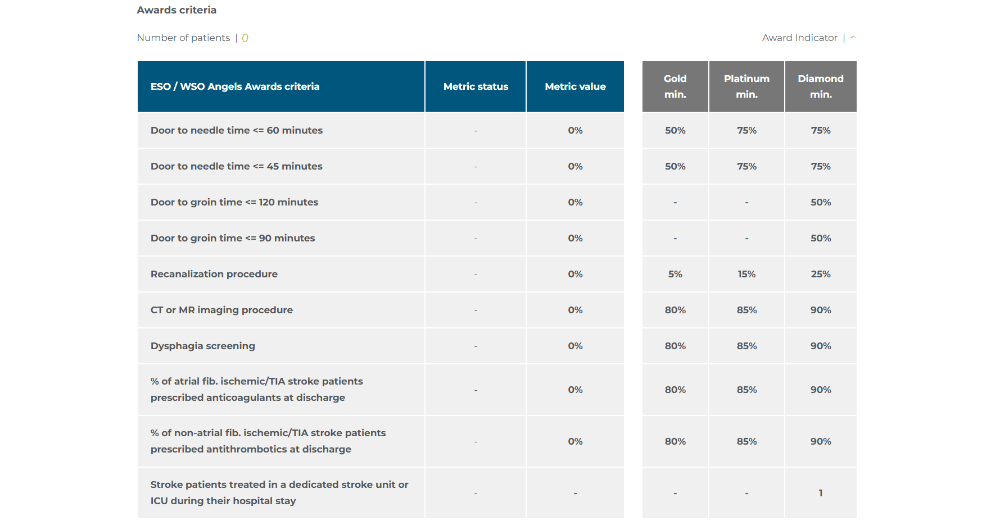 Awards criteria
Number of patients | 0
Award Indicator | -
ESO / WSO Angels Awards criteria Metric status Metric value Gold min. Platinum min. Diamond min.
Door to needle time <= 60 minutes - 0% 50% 75% 75%
Door to needle time <= 45 minutes - 0% 50% 75% 75%
Door to groin time <= 120 minutes - 0% - - 50%
Door to groin time <= 90 minutes - 0% - - 50%
Recanalization procedure - 0% 5% 15% 25%
CT or MR imaging procedure - 0% 80% 85% 90%
Dysphagia screening - 0% 80% 85% 90%
% of atrial fib. ischemic/TIA stroke patients
prescribed anticoagulants at discharge - 0% 80% 85% 90%
% of non-atrial fib. ischemic/TIA stroke patients
prescribed antithrombotics at discharge - 0% 80% 85% 90%
Stroke patients treated in a dedicated stroke unit or
ICU during their hospital stay - - - - 1